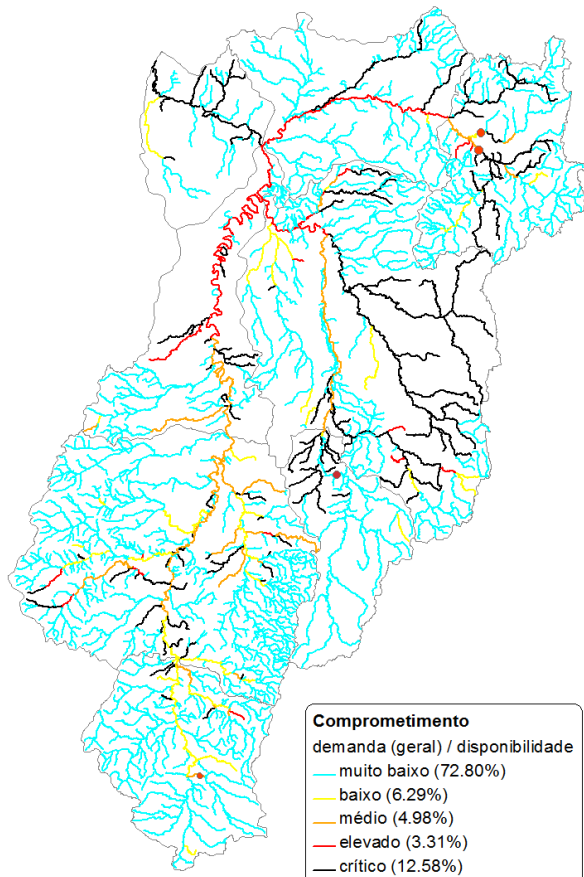 Comprometimento
demanda (geral) / disponibilidade
muito baixo (72.80%)
baixo (6.29%)
médio (4.98%)
elevado (3.31%)
crítico (12.58%)